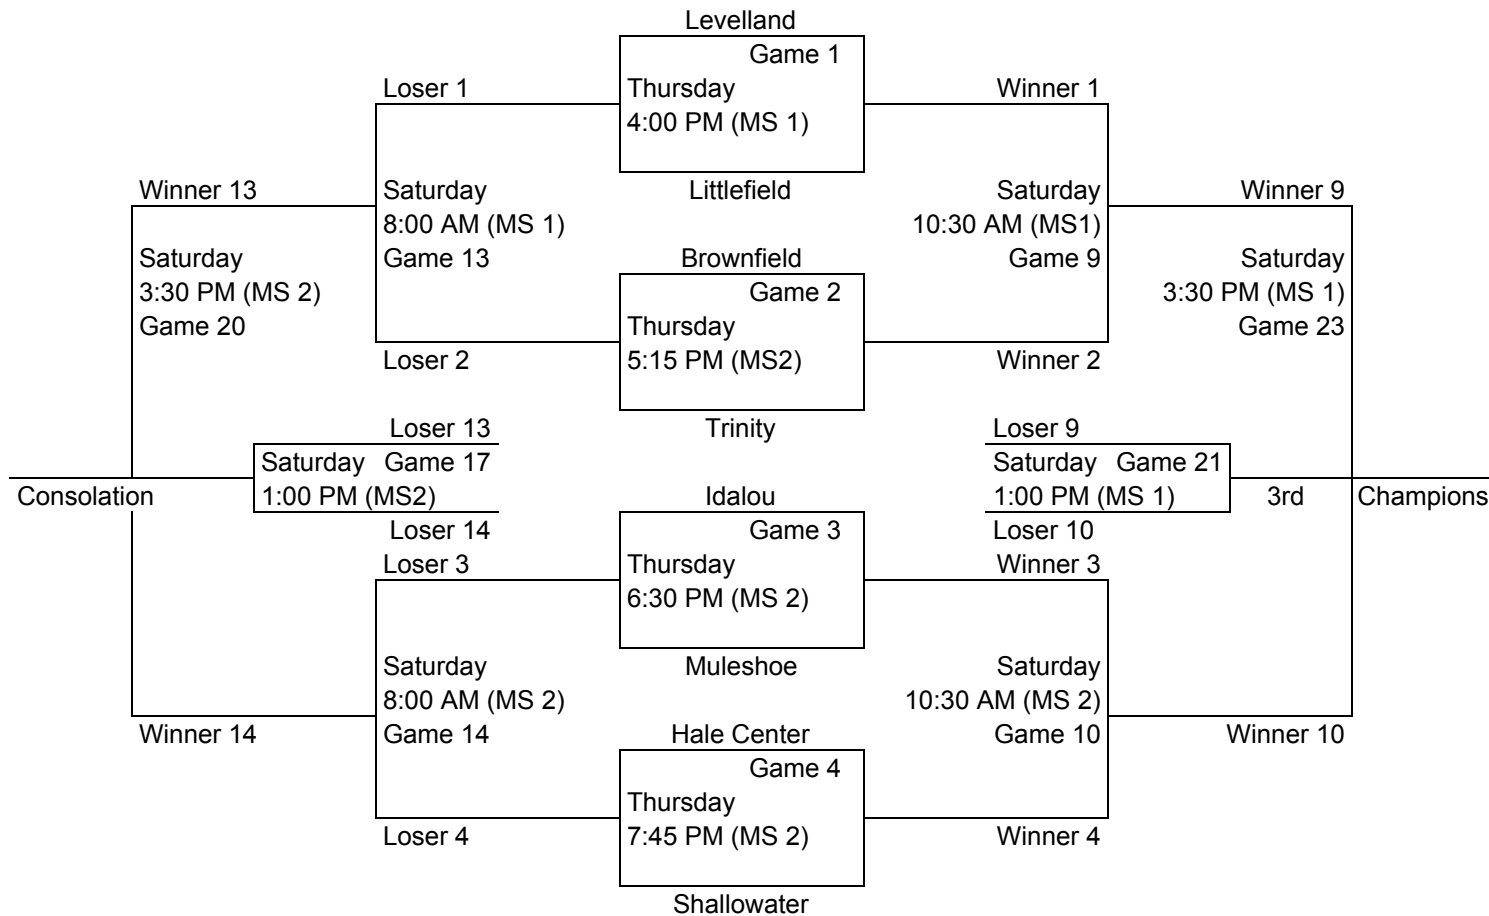 Levelland
Game 1
Loser 1
Thursday
Winner 1
4:00 PM (MS 1)
Winner 13
Saturday
Littlefield
Saturday
Winner 9
8:00 AM (MS 1)
10:30 AM (MS1)
Saturday
Game 13
Brownfield
Game 9
Saturday
3:30 PM (MS 2)
Game 2
3:30 PM (MS 1)
Game 20
Thursday
Game 23
Loser 2
5:15 PM (MS2)
Winner 2
Loser 13
Trinity
Loser 9
Saturday Game 17
Saturday Game 21
Consolation
1:00 PM (MS2)
Idalou
1:00 PM (MS 1)
3rd
Champions
Loser 14
Game 3
Loser 10
Loser 3
Thursday
Winner 3
6:30 PM (MS 2)
Saturday
Muleshoe
Saturday
8:00 AM (MS 2)
10:30 AM (MS 2)
Winner 14
Game 14
Hale Center
Game 10
Winner 10
Game 4
Thursday
Loser 4
7:45 PM (MS 2)
Winner 4
Shallowater